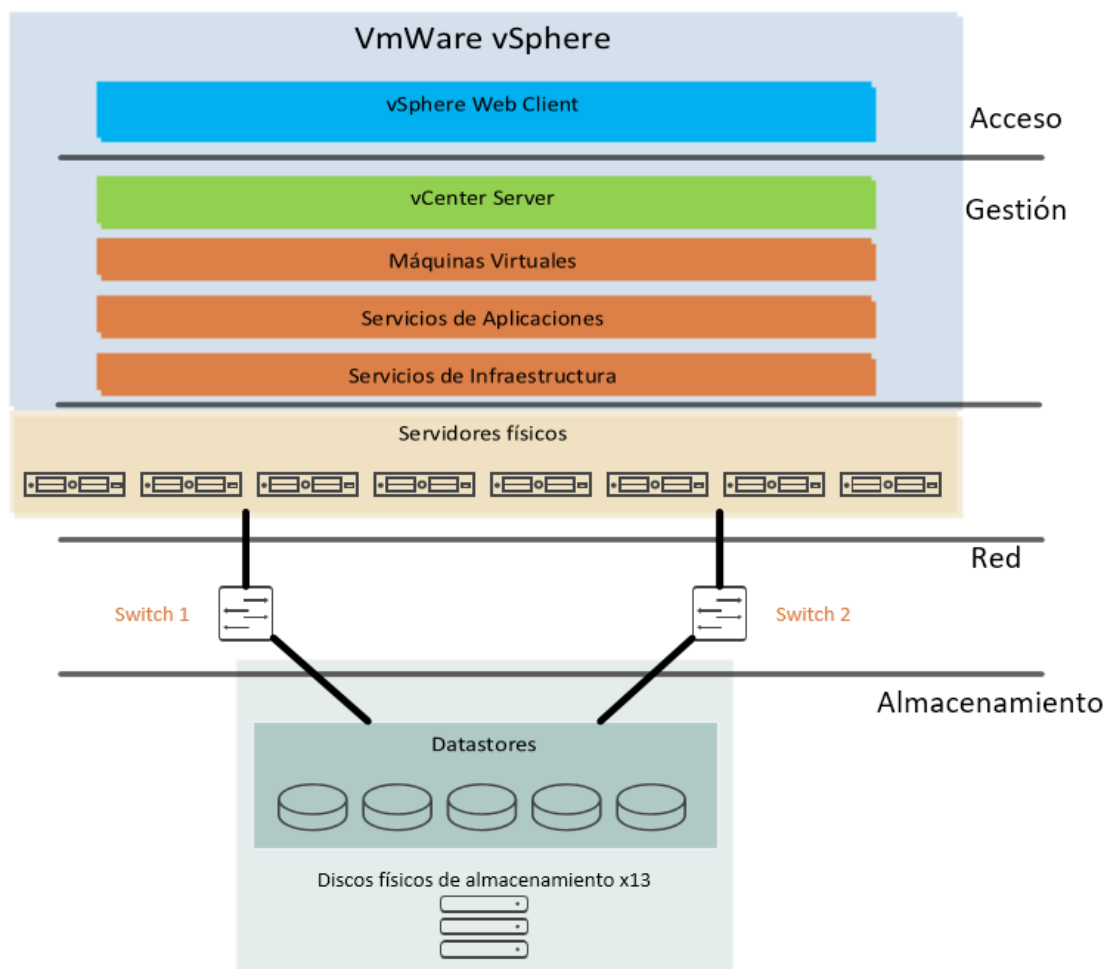 VmWare vSphere
vSphere Web Client
Acceso
vCenter Server
Gestión
Máquinas Virtuales
Servicios de Aplicaciones
Servicios de Infraestructura
Servidores físicos
Red
Switch 1
Switch 2
Almacenamiento
Datastores
Discos físicos de almacenamiento x13